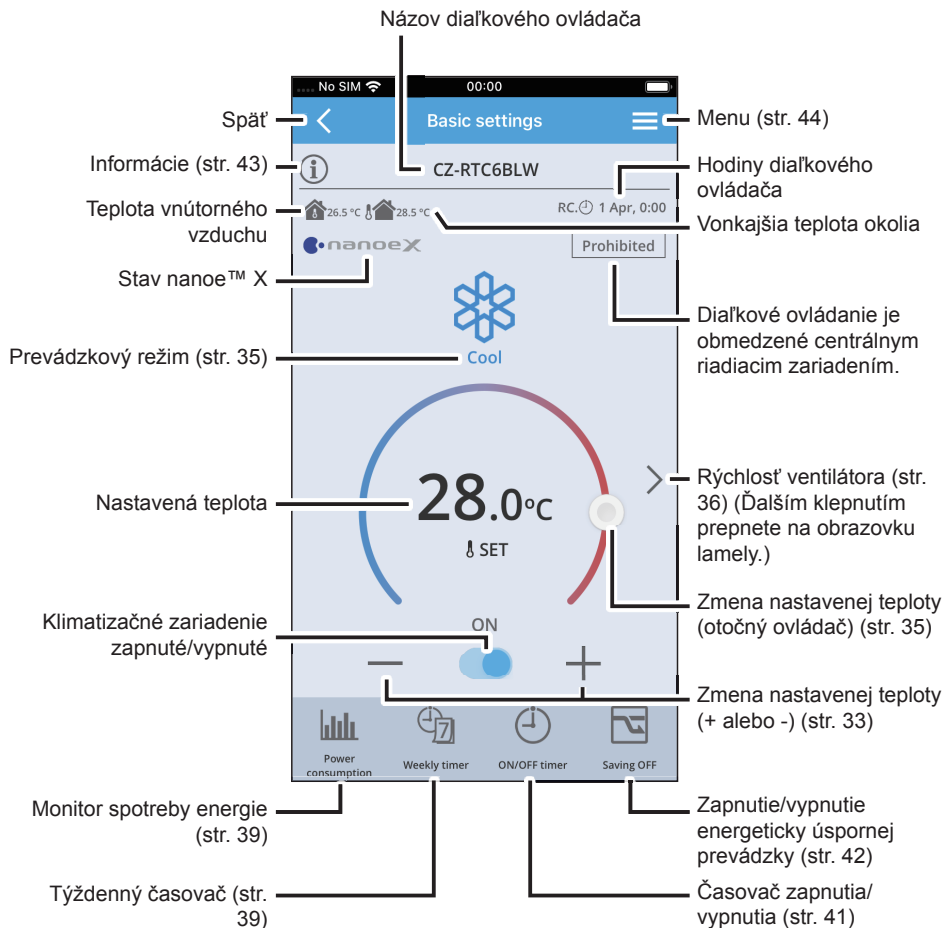 Názov diaľkového ovládača
No SIM 00:00
Späť
Basic settings
Menu (str. 44)
Informácie (str. 43)
CZ-RTC6BLW
Hodiny diaľkového
ovládača
Teplota vnútorného
vzduchu
26.5 °C 28.5 °C
RC. 1 Apr, 0:00
Vonkajšia teplota okolia
nanoeX
Prohibited
Stav nanoe™ X
Diaľkové ovládanie je
obmedzené centrálnym
riadiacim zariadením.
Prevádzkový režim (str. 35)
Cool
Nastavená teplota
28.0°C
SET
Rýchlosť ventilátora (str.
36) (Ďalším klepnutím
prepnete na obrazovku
lamely.)
Zmena nastavenej teploty
(otočný ovládač) (str. 35)
Klimatizačné zariadenie
zapnuté/vypnuté
ON
Zmena nastavenej teploty
(+ alebo -) (str. 33)
7
Power
consumption
Weekly timer
ON/OFF timer
Saving OFF
Monitor spotreby energie
(str. 39)
Zapnutie/vypnutie
energeticky úspornej
prevádzky (str. 42)
Týždenný časovač (str.
39)
Časovač zapnutia/
vypnutia (str. 41)